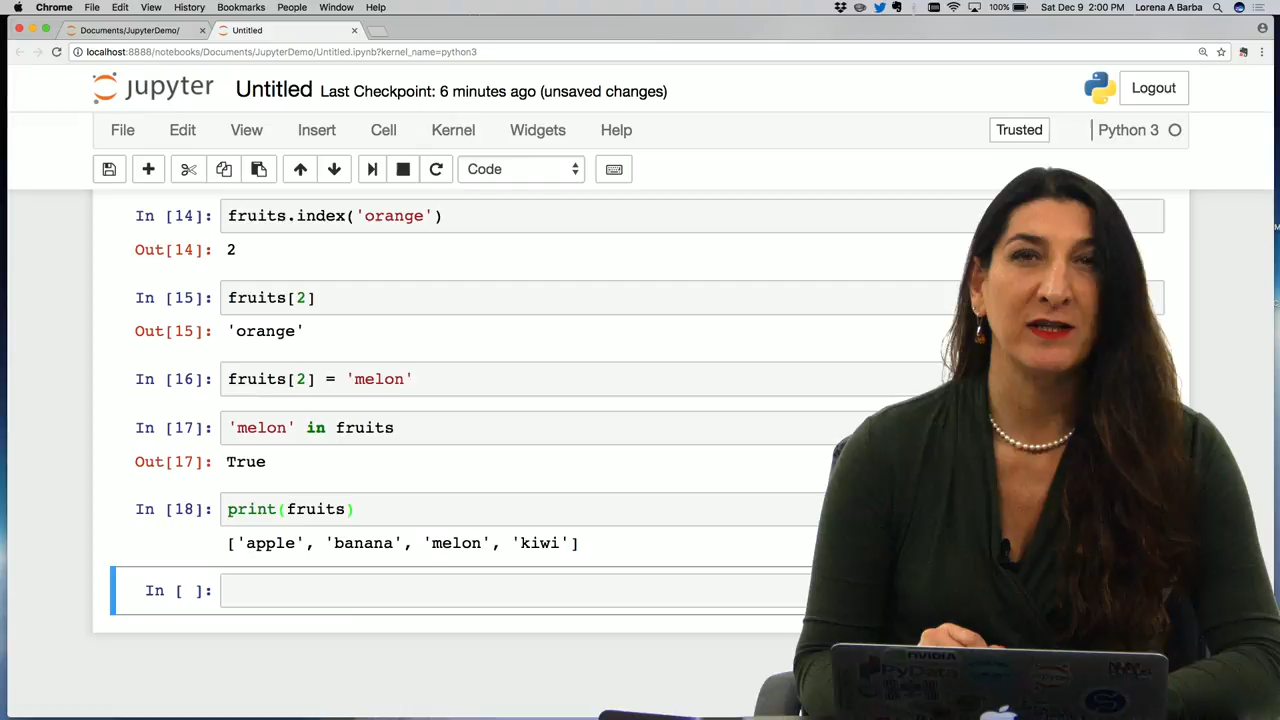 Chrome File Edit View History Bookmarks People Window Help 100% Sat Dec 9 2:00 PM Lorena A Barba
Documents/JupyterDemo/ Untitled
localhost:8888/notebooks/Documents/JupyterDemo/Untitled.ipynb?kernel_name=python3
jupyter Untitled Last Checkpoint: 6 minutes ago (unsaved changes) Logout
File Edit View Insert Cell Kernel Widgets Help Trusted Python 3
Code
In [14]: fruits.index('orange')
Out[14]: 2
In [15]: fruits[2]
Out[15]: 'orange'
In [16]: fruits[2] = 'melon'
In [17]: 'melon' in fruits
Out[17]: True
In [18]: print(fruits)
['apple', 'banana', 'melon', 'kiwi']
In [ ]:
NVIDIA
PyData